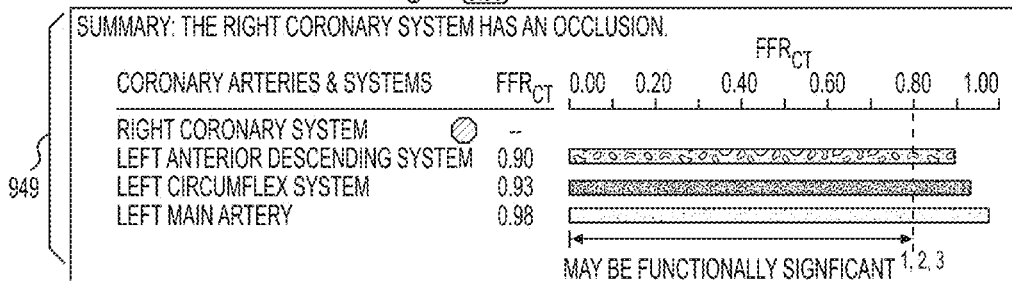 SUMMARY: THE RIGHT CORONARY SYSTEM HAS AN OCCLUSION.
FFRCT
CORONARY ARTERIES & SYSTEMS FFRCT 0.00 0.20 0.40 0.60 0.80 1.00
RIGHT CORONARY SYSTEM --
LEFT ANTERIOR DESCENDING SYSTEM 0.90
LEFT CIRCUMFLEX SYSTEM 0.93
LEFT MAIN ARTERY 0.98
MAY BE FUNCTIONALLY SIGNFICANT 1, 2, 3
949